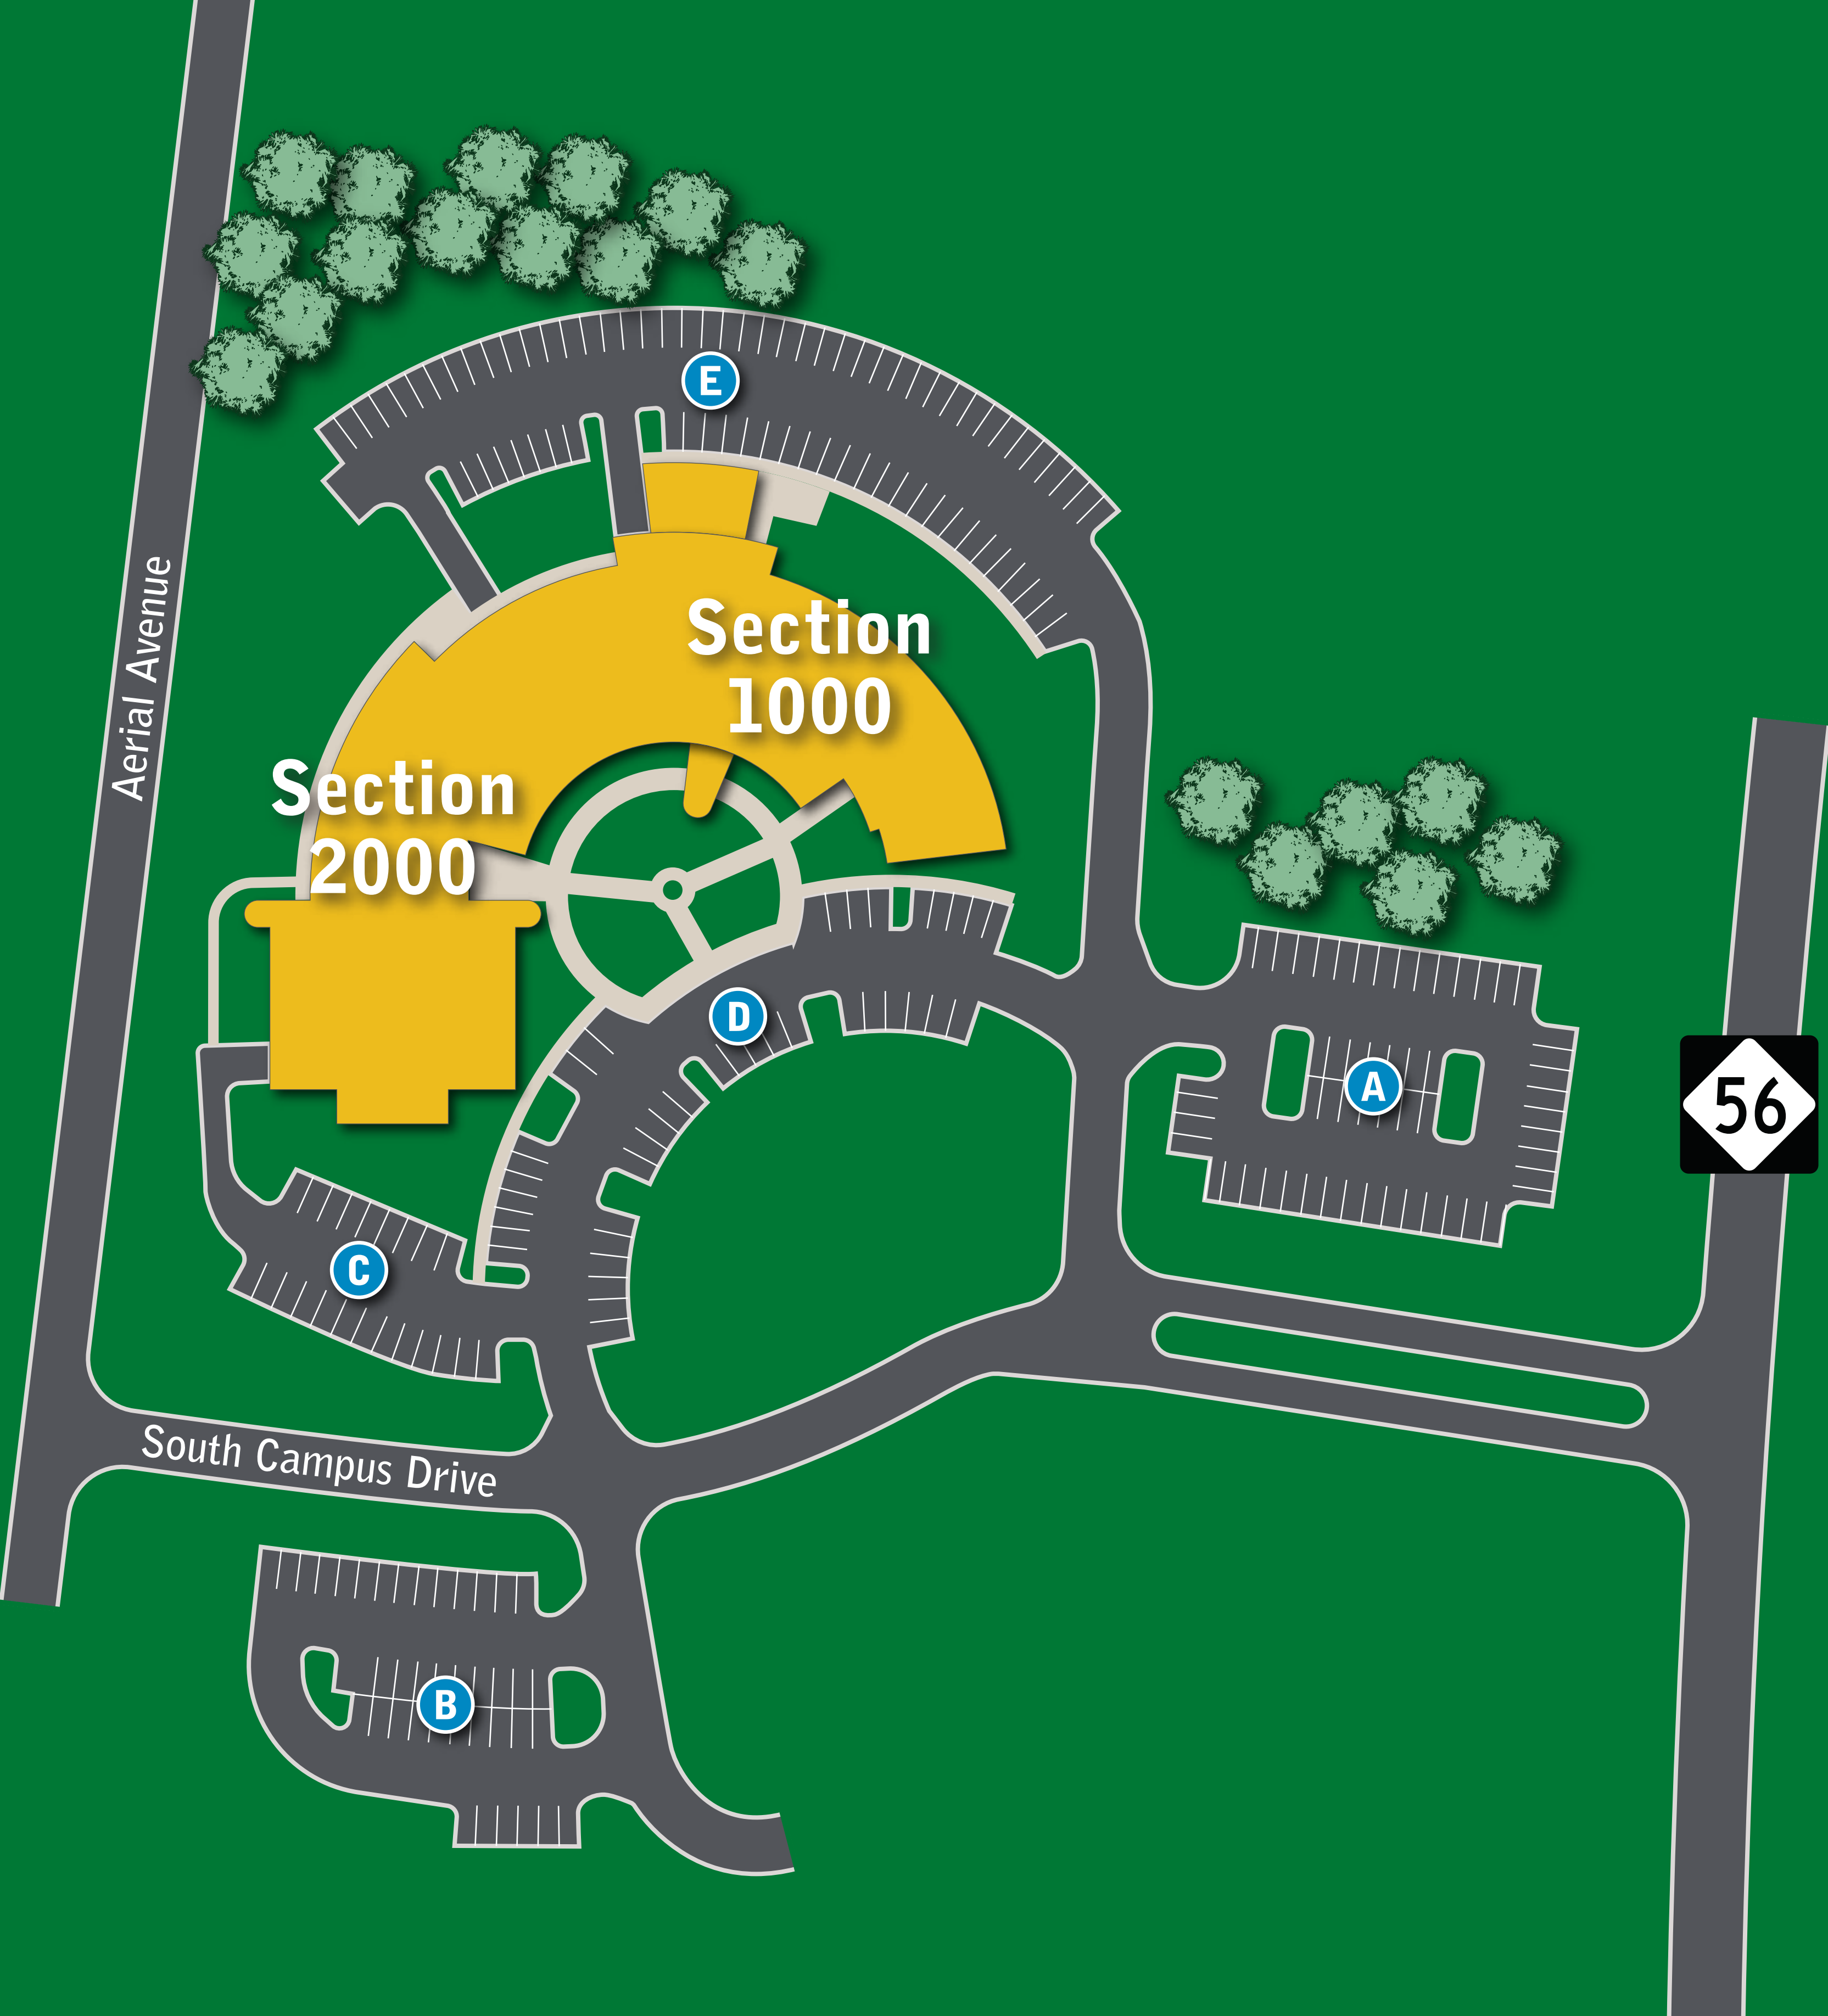 E
Section
1000
Aerial Avenue
Section
2000
D
A
56
C
South Campus Drive
B